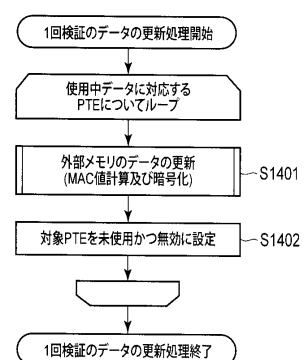 1回検証のデータの更新処理開始
使用中データに対応する
PTEについてループ
外部メモリのデータの更新
(MAC値計算及び暗号化)
S1401
対象PTEを未使用かつ無効に設定
S1402
1回検証のデータの更新処理終了